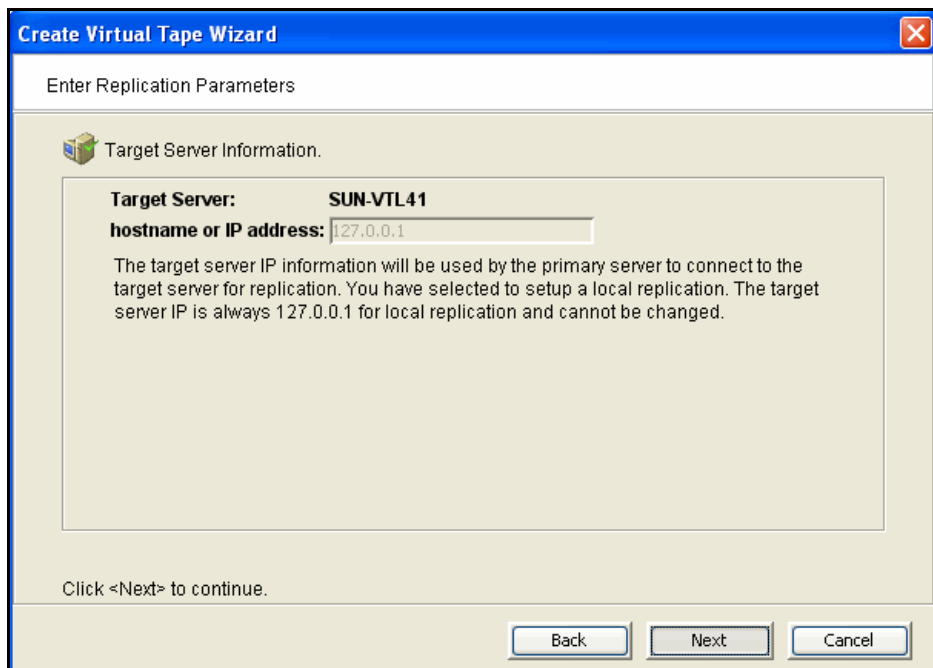 Create Virtual Tape Wizard
Enter Replication Parameters
Target Server Information.
Target Server: SUN-VTL41
hostname or IP address: 127.0.0.1
The target server IP information will be used by the primary server to connect to the
target server for replication. You have selected to setup a local replication. The target
server IP is always 127.0.0.1 for local replication and cannot be changed.
Click <Next> to continue.
Back Next Cancel